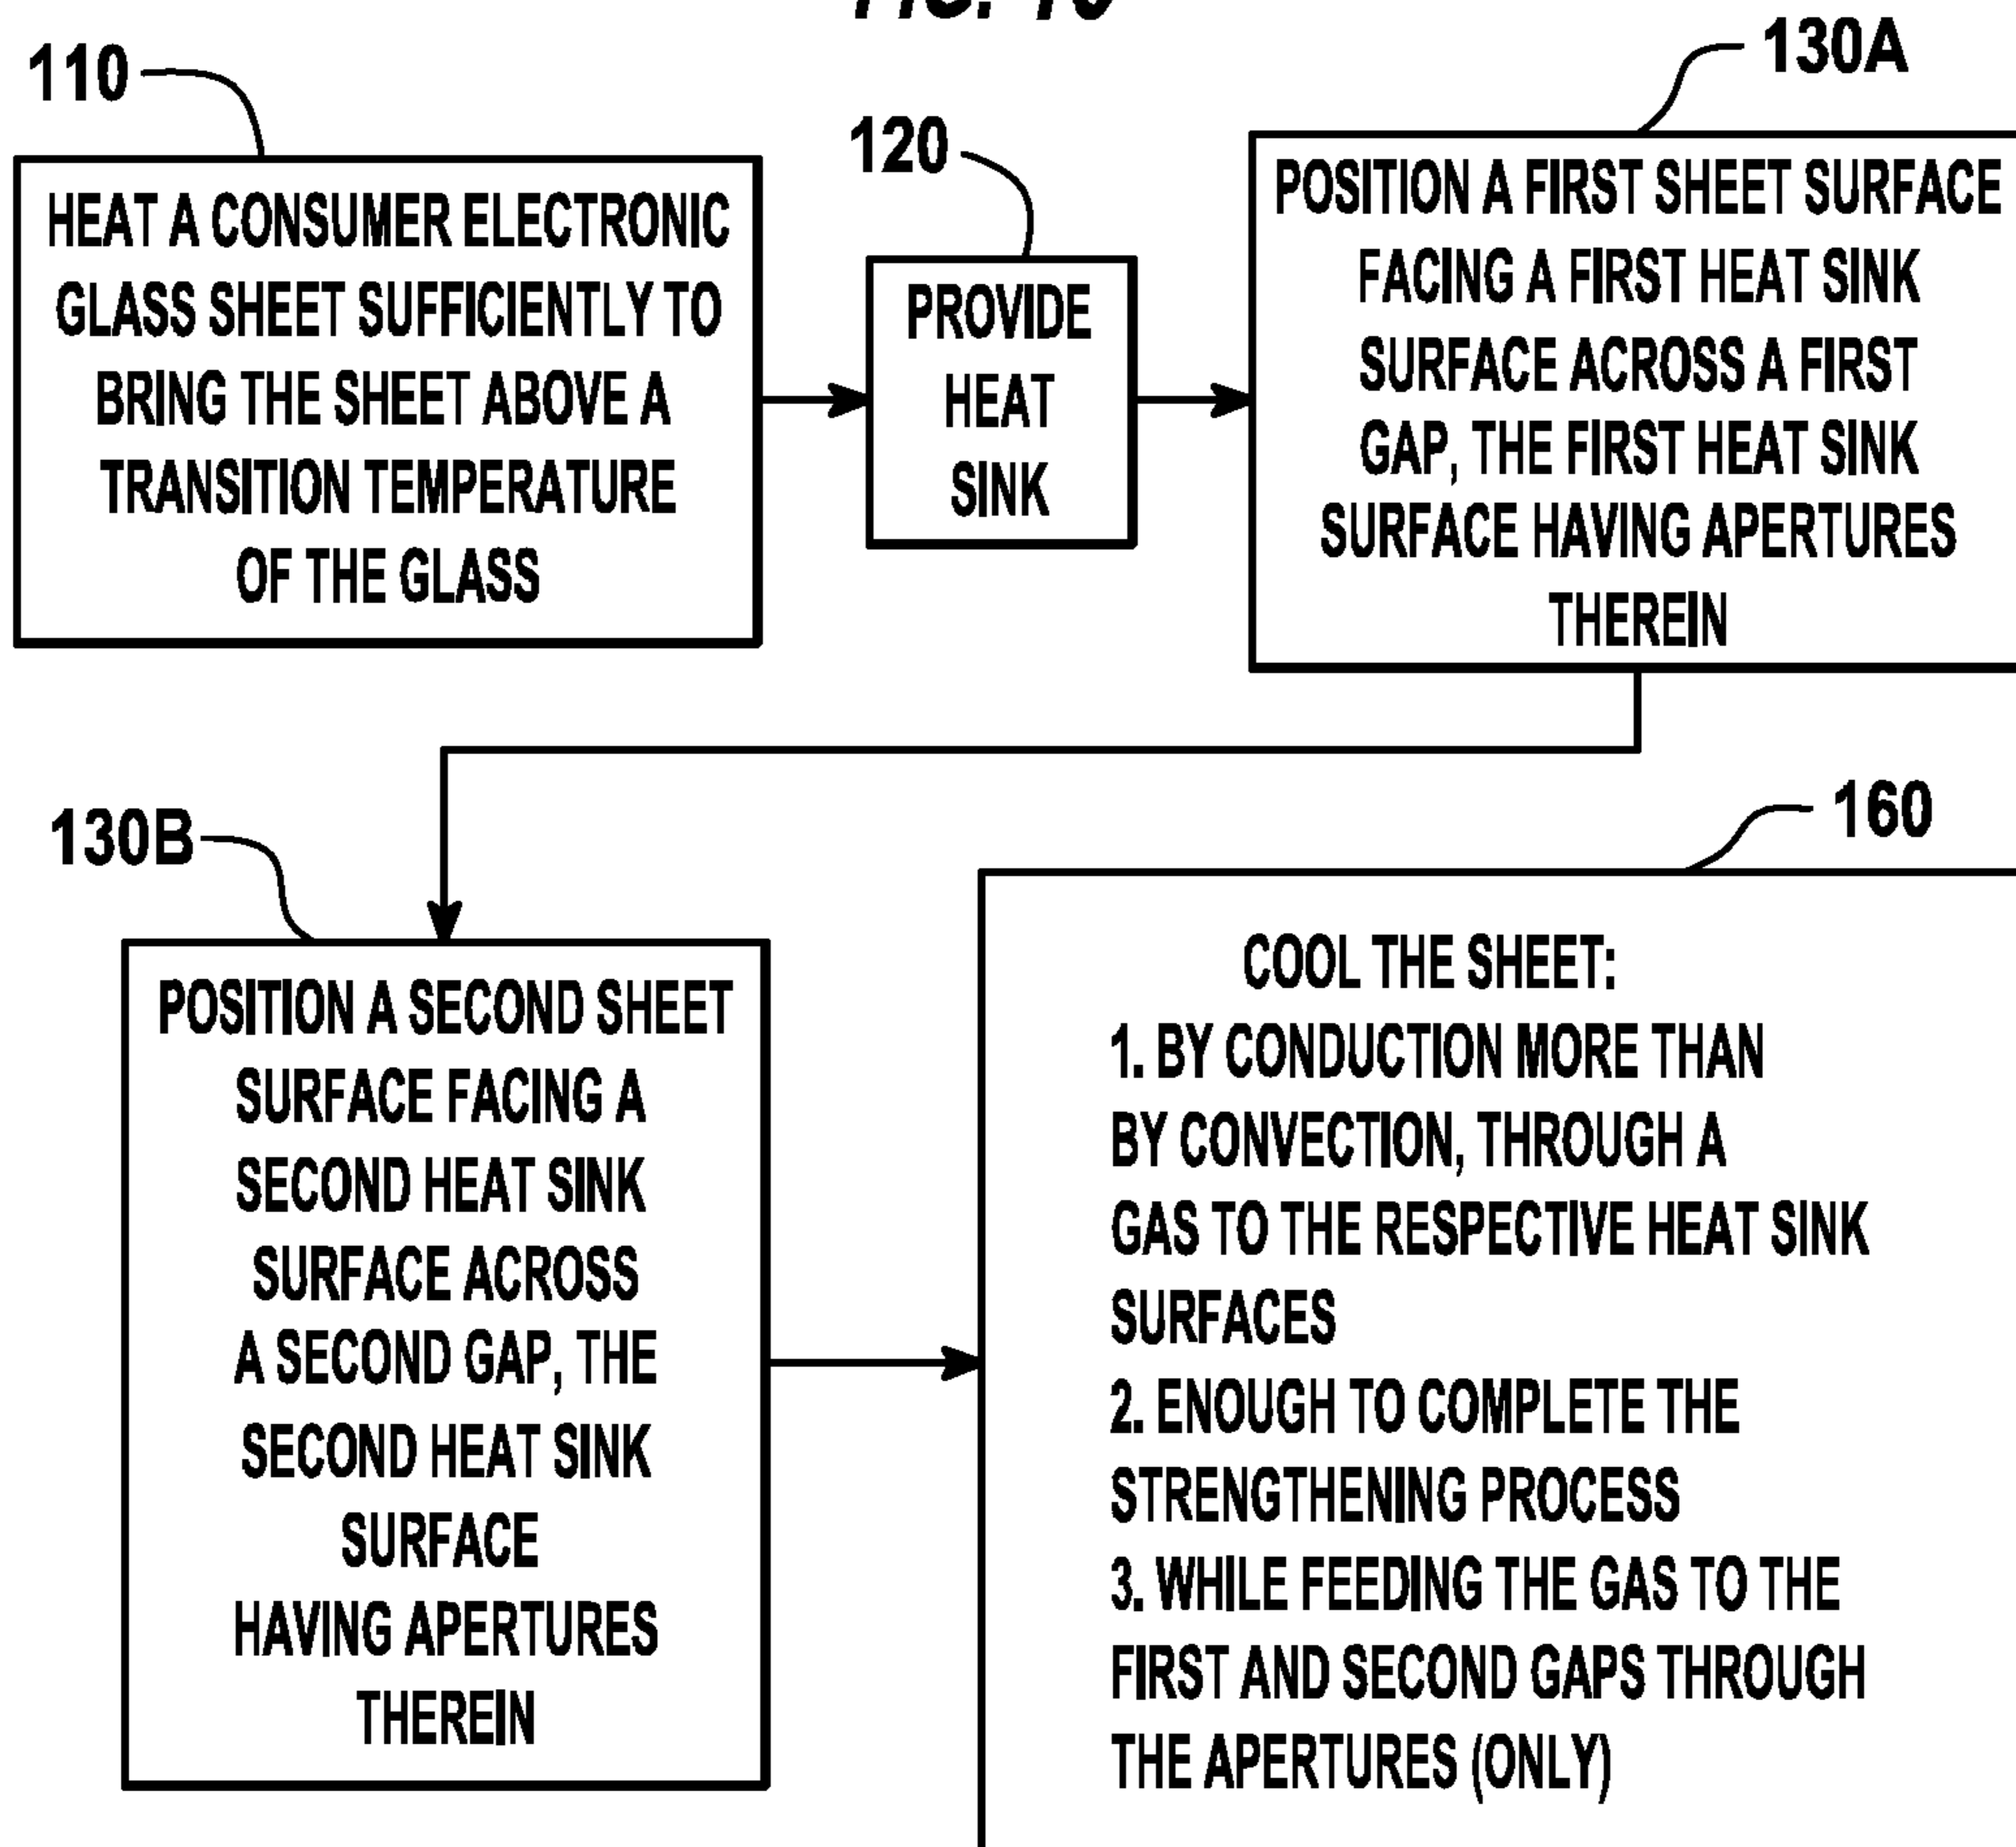 FIG.
110
120
130A
HEAT A CONSUMER ELECTRONIC
GLASS SHEET SUFFICIENTLY TO
BRING THE SHEET ABOVE A
TRANSITION TEMPERATURE
OF THE GLASS
PROVIDE
HEAT
SINK
POSITION A FIRST SHEET SURFACE
FACING A FIRST HEAT SINK
SURFACE ACROSS A FIRST
GAP, THE FIRST HEAT SINK
SURFACE HAVING APERTURES
THEREIN
130B
160
POSITION A SECOND SHEET
SURFACE FACING A
SECOND HEAT SINK
SURFACE ACROSS
A SECOND GAP, THE
SECOND HEAT SINK
SURFACE
HAVING APERTURES
THEREIN
COOL THE SHEET:
1. BY CONDUCTION MORE THAN
BY CONVECTION, THROUGH A
GAS TO THE RESPECTIVE HEAT SINK
SURFACES
2. ENOUGH TO COMPLETE THE
STRENGTHENING PROCESS
3. WHILE FEEDING THE GAS TO THE
FIRST AND SECOND GAPS THROUGH
THE APERTURES (ONLY)